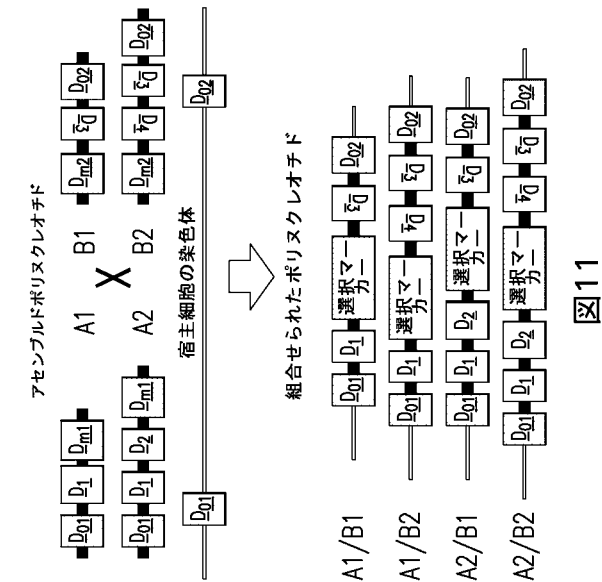 アセンブルドポリヌクレオチド
D01 D1 Dm1 A1 B1 Dm2 D3 D02
X
D01 D1 D2 Dm1 A2 B2 Dm2 D4 D3 D02
宿主細胞の染色体
D01 D02
組合せられたポリヌクレオチド
A1/B1 D01 D1 選択マーカー D3 D02
A1/B2 D01 D1 選択マーカー D4 D3 D02
A2/B1 D01 D1 D2 選択マーカー D3 D02
A2/B2 D01 D1 D2 選択マーカー D4 D3 D02
図11